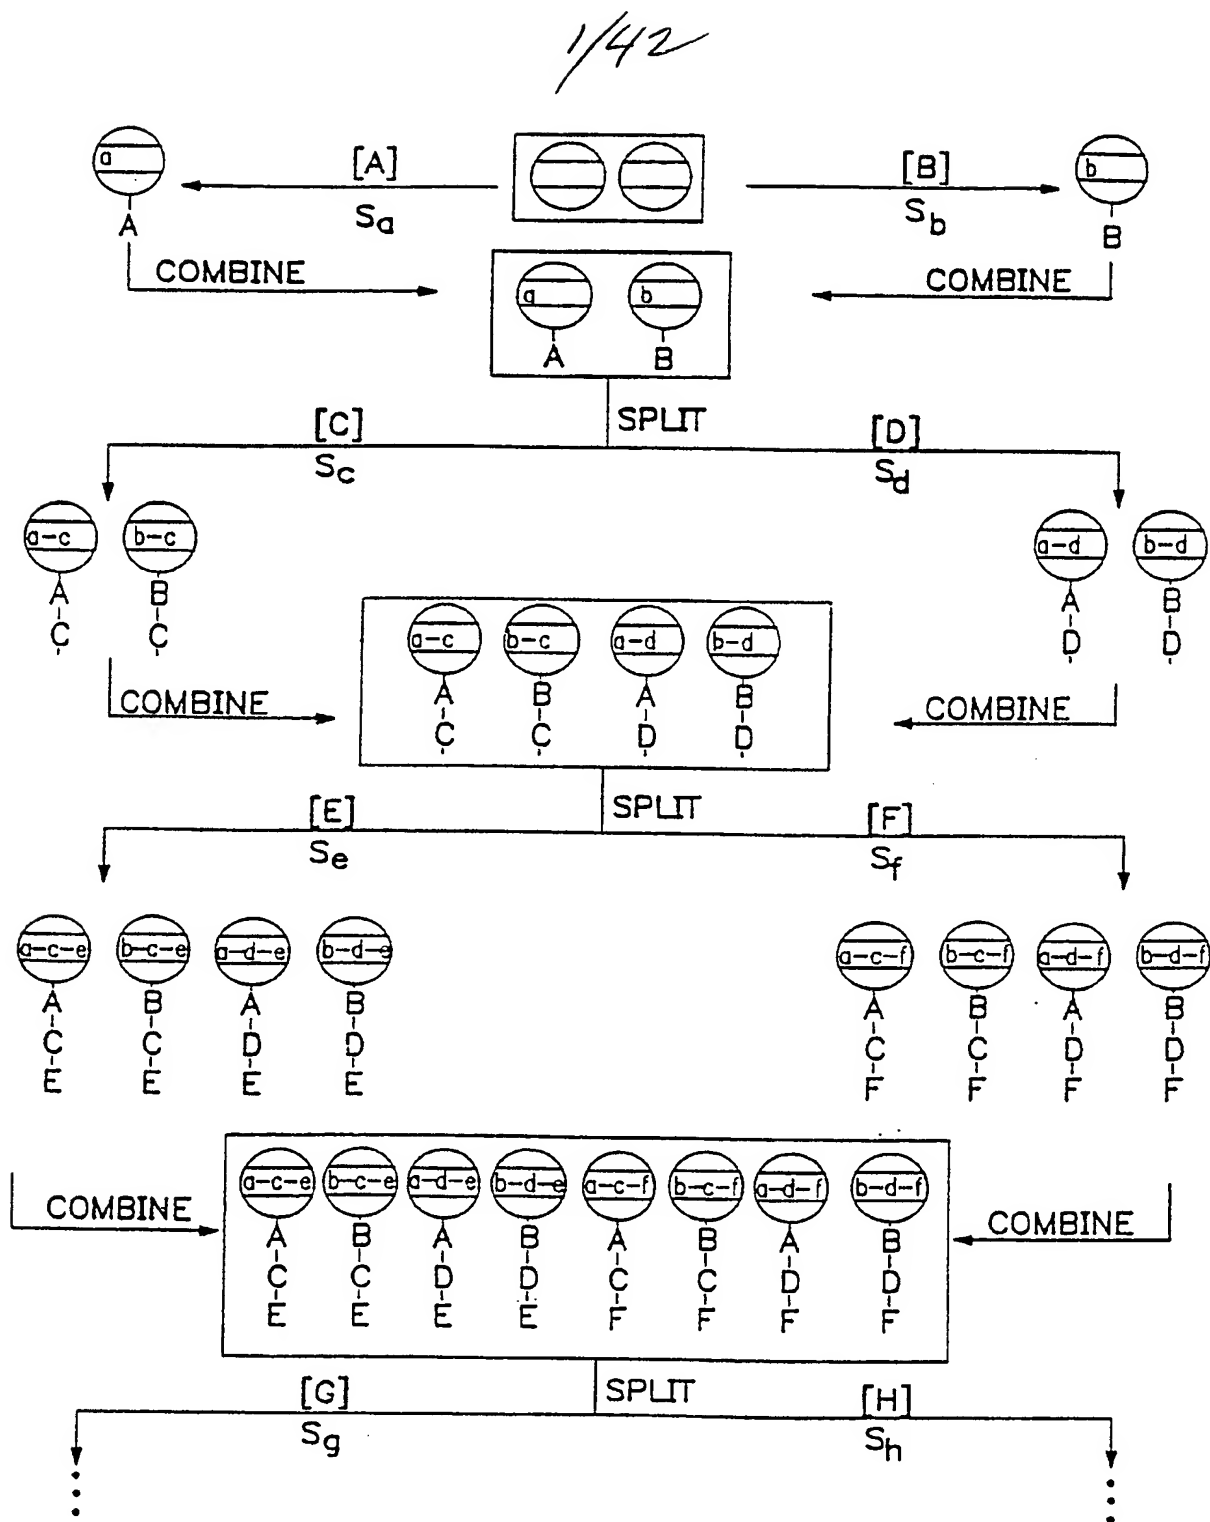 1/42
a [A] [B] b
Sa Sb
A B
COMBINE COMBINE
a b
A B
SPLIT
[C] [D]
Sc Sd
a-c b-c a-d b-d
A B A B
C C D D
a-c b-c a-d b-d
A B A B
C C D D
COMBINE COMBINE
SPLIT
[E] [F]
Se Sf
a-c-e b-c-e a-d-e b-d-e a-c-f b-c-f a-d-f b-d-f
A B A B A B A B
C C D D C C D D
E E E E F F F F
a-c-e b-c-e a-d-e b-d-e a-c-f b-c-f a-d-f b-d-f
COMBINE COMBINE
A B A B A B A B
C C D D C C D D
E E E E F F F F
SPLIT
[G] [H]
Sg Sh